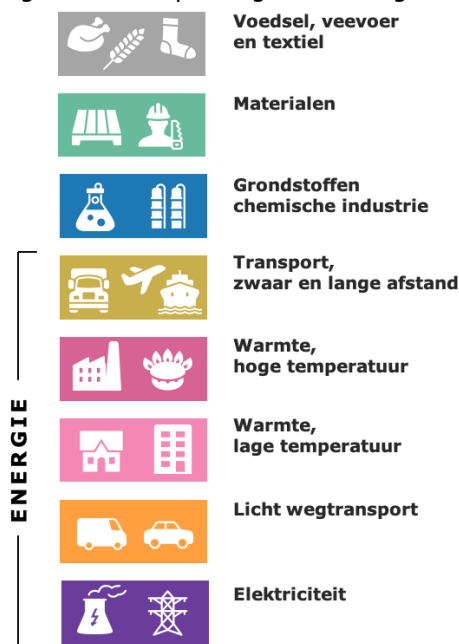 Voedsel, veevoer
en textiel
Materialen
Grondstoffen
chemische industrie
Transport,
zwaar en lange afstand
Warmte,
hoge temperatuur
Warmte,
lage temperatuur
Licht wegtransport
Elektriciteit
ENERGIE